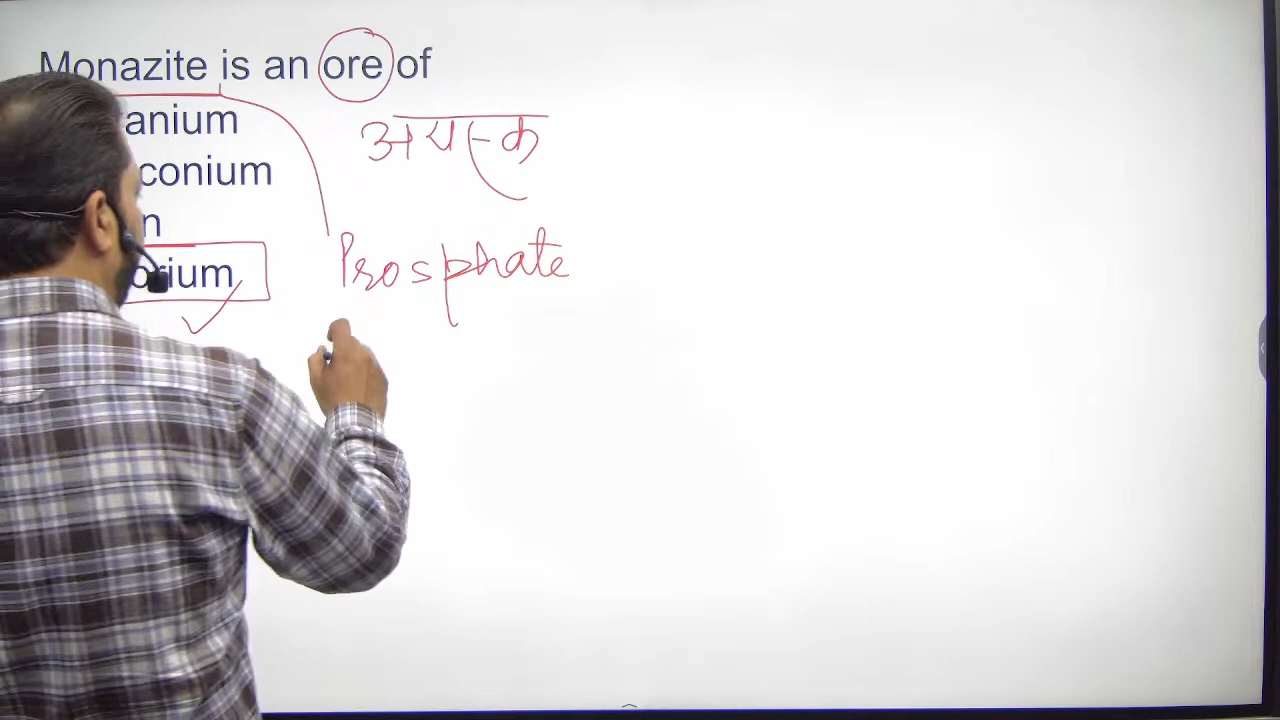 Monazite is an ore of
anium
conium
n
orium
अयस्क
Prosphate